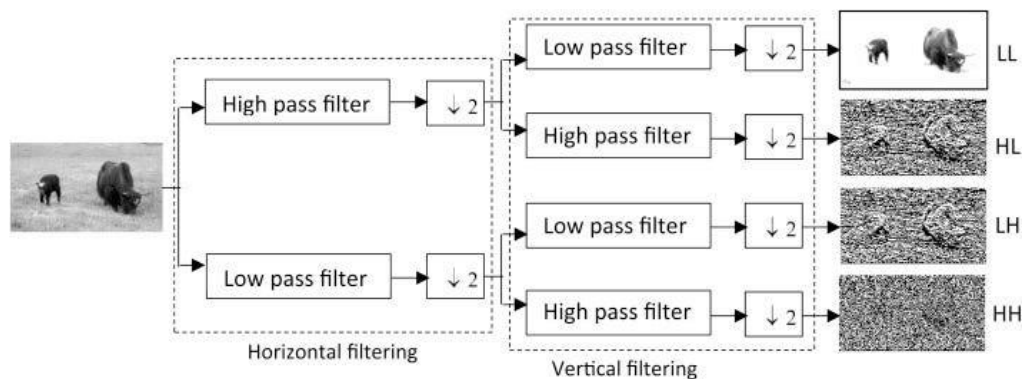 Low pass filter
↓ 2
LL
High pass filter
↓ 2
High pass filter
↓ 2
HL
Low pass filter
↓ 2
LH
Low pass filter
↓ 2
High pass filter
↓ 2
HH
Horizontal filtering
Vertical filtering